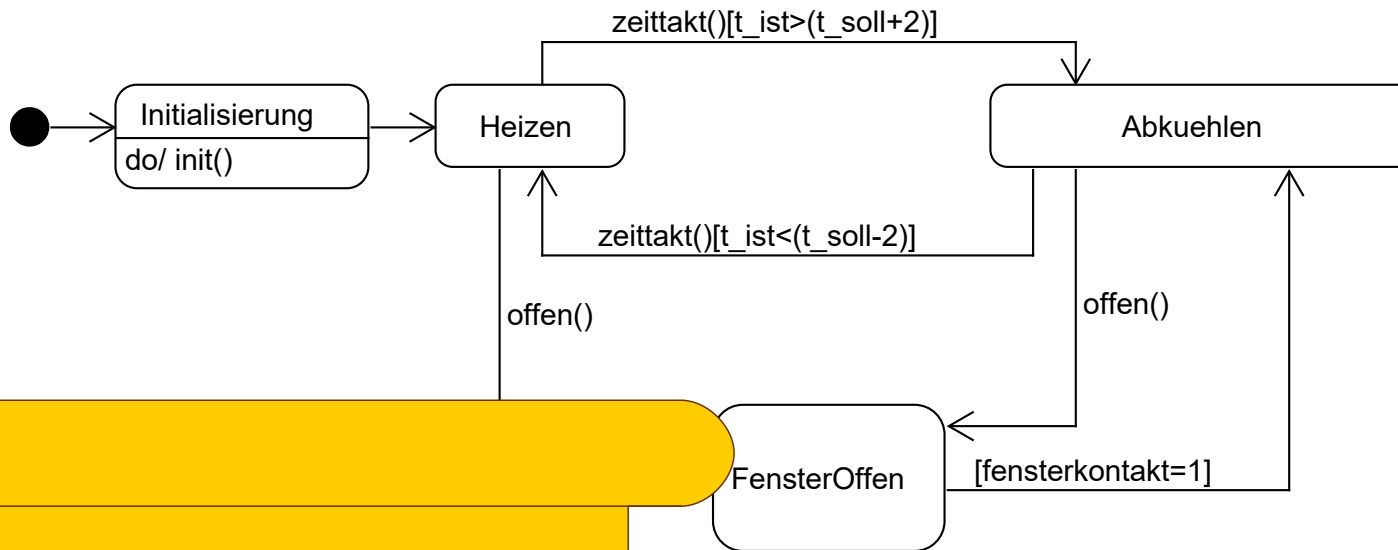 zeittakt()[t_ist>(t_soll+2)]
Initialisierung
do/ init()
Heizen
Abkuehlen
zeittakt()[t_ist<(t_soll-2)]
offen()
offen()
FensterOffen
[fensterkontakt=1]